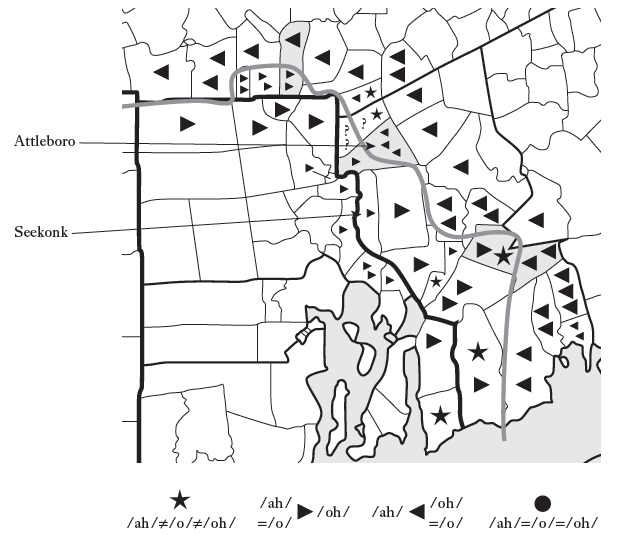 Attleboro
Seekonk
? ?
?
/ah/≠/o/≠/oh/
/ah/
=/o/ /oh/
/ah/ /oh/
=/o/
/ah/=/o/=/oh/